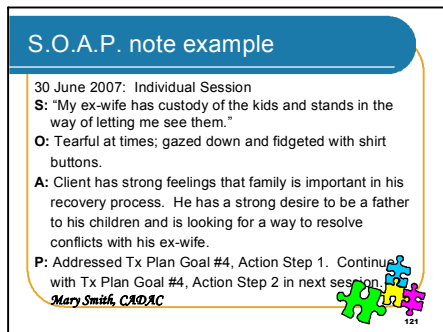 S.O.A.P. note example
30 June 2007: Individual Session
S: “My ex-wife has custody of the kids and stands in the
way of letting me see them.”
O: Tearful at times; gazed down and fidgeted with shirt
buttons.
A: Client has strong feelings that family is important in his
recovery process. He has a strong desire to be a father
to his children and is looking for a way to resolve
conflicts with his ex-wife.
P: Addressed Tx Plan Goal #4, Action Step 1. Continue
with Tx Plan Goal #4, Action Step 2 in next session.
Mary Smith, CADAC
121